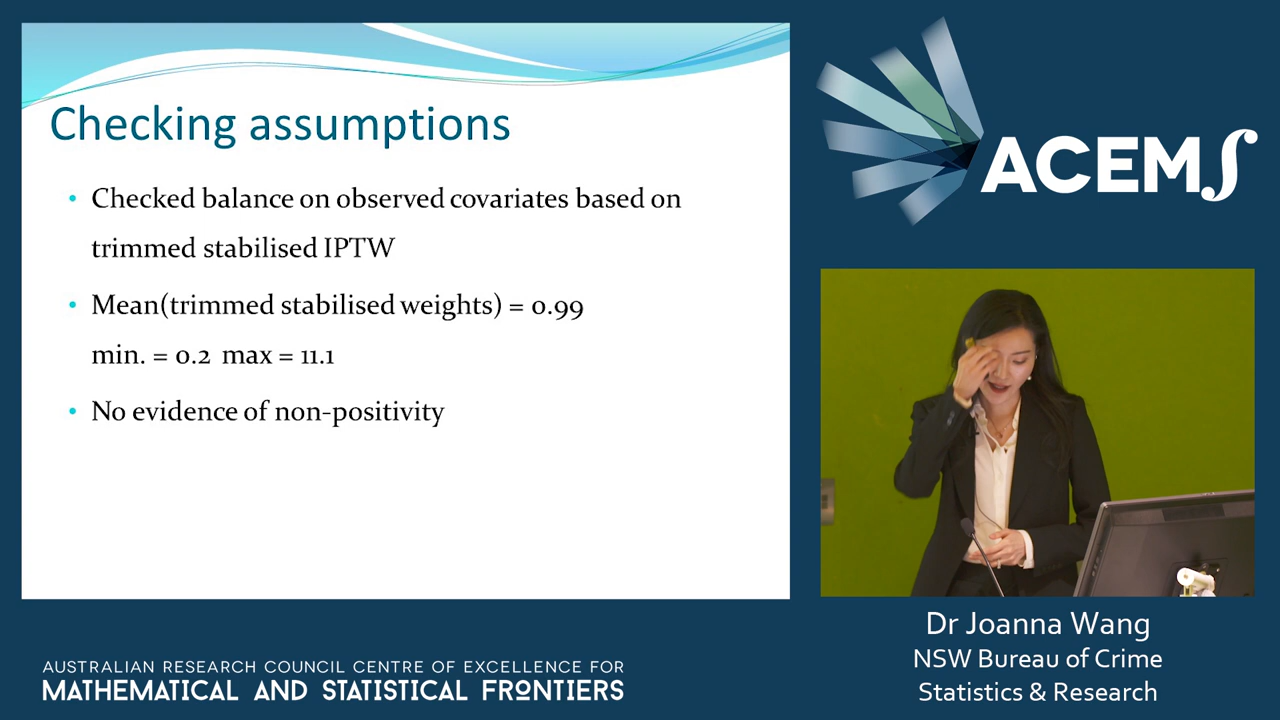 Checking assumptions
• Checked balance on observed covariates based on
trimmed stabilised IPTW
• Mean(trimmed stabilised weights) = 0.99
min. = 0.2 max = 11.1
• No evidence of non-positivity
ACEMS
Dr Joanna Wang
NSW Bureau of Crime
Statistics & Research
AUSTRALIAN RESEARCH COUNCIL CENTRE OF EXCELLENCE FOR
MATHEMATICAL AND STATISTICAL FRONTIERS